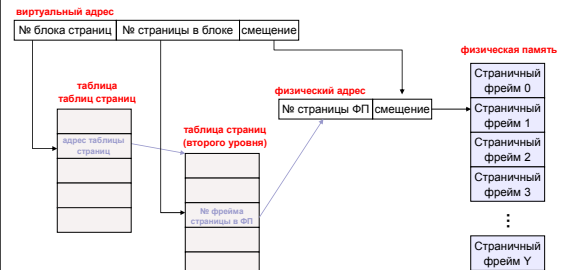 виртуальный адрес
№ блока страниц № страницы в блоке смещение
физическая память
Страничный
фрейм 0
Страничный
фрейм 1
Страничный
фрейм 2
Страничный
фрейм 3
⋮
Страничный
фрейм Y
таблица
таблиц страниц
адрес таблицы
страниц
физический адрес
№ страницы ФП смещение
таблица страниц
(второго уровня)
№ фрейма
страницы в ФП